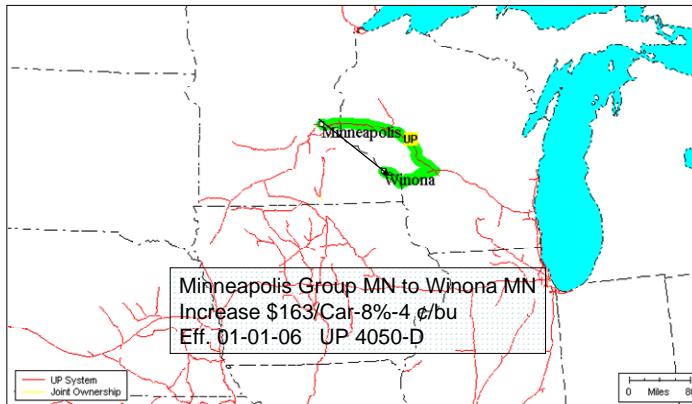 Minneapolis
UP
Winona
Minneapolis Group MN to Winona MN
Increase $163/Car-8%-4 ¢/bu
Eff. 01-01-06 UP 4050-D
UP System
Joint Ownership
0 Miles 80